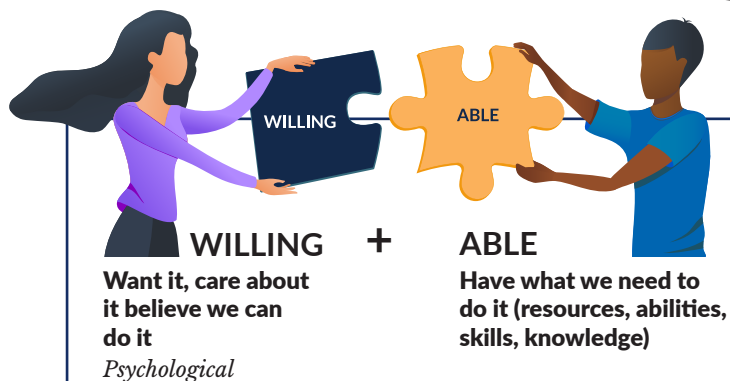 WILLING
ABLE
WILLING + ABLE
Want it, care about
it believe we can
do it
Psychological
Have what we need to
do it (resources, abilities,
skills, knowledge)